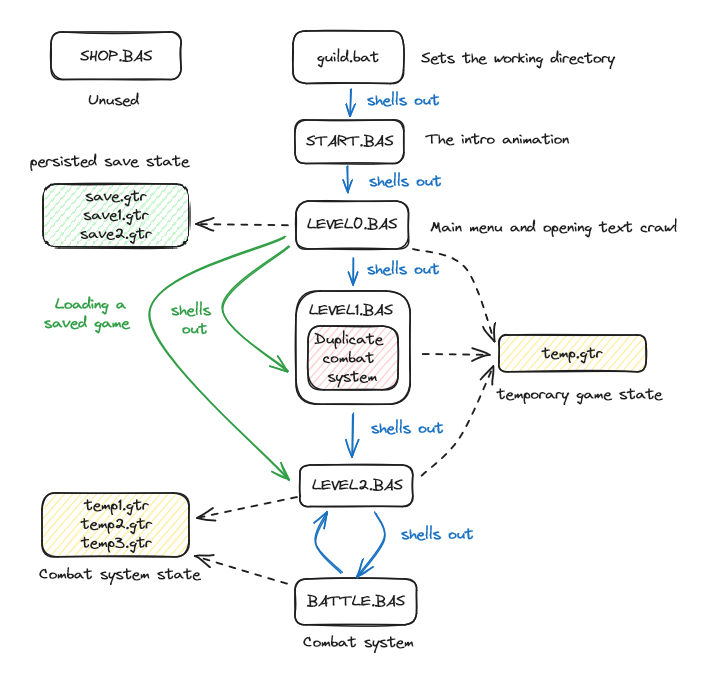 SHOP.BAS
Unused
guild.bat
Sets the working directory
shells out
START.BAS
The intro animation
shells out
persisted save state
save.gtr
save1.gtr
save2.gtr
LEVEL0.BAS
Main menu and opening text crawl
shells out
Loading a
saved game
shells
out
LEVEL1.BAS
Duplicate
combat
system
temp.gtr
temporary game state
shells out
LEVEL2.BAS
temp1.gtr
temp2.gtr
temp3.gtr
Combat system state
shells out
BATTLE.BAS
Combat system